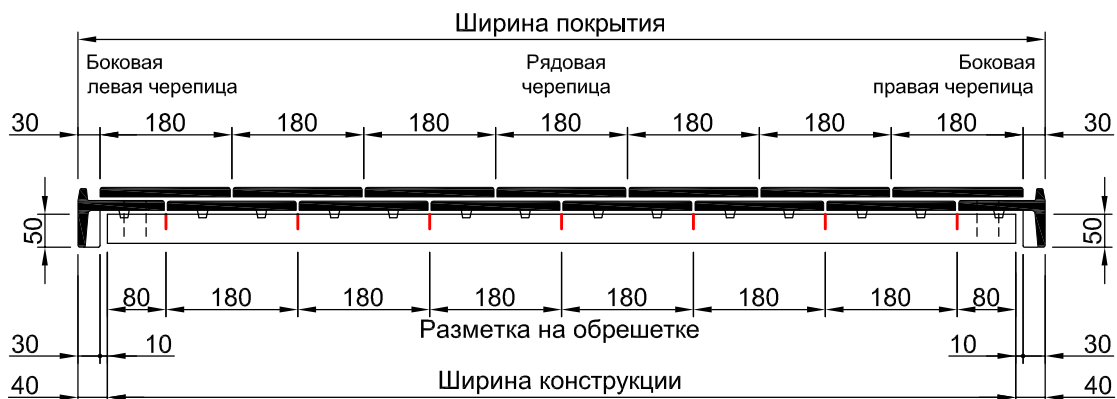 Ширина покрытия
Боковая
левая черепица
Рядовая
черепица
Боковая
правая черепица
30 180 180 180 180 180 180 180 30
50 50
80 180 180 180 180 180 180 80
Разметка на обрешетке
30 10 10 30
Ширина конструкции
40 40